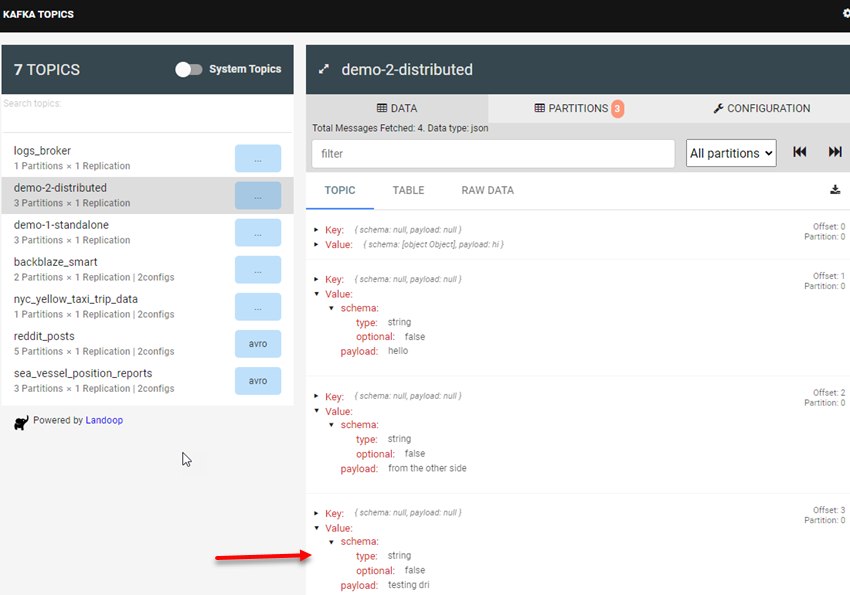 KAFKA TOPICS
7 TOPICS
System Topics
Search topics:
logs_broker
1 Partitions × 1 Replication
...
demo-2-distributed
3 Partitions × 1 Replication
...
demo-1-standalone
3 Partitions × 1 Replication
...
backblaze_smart
2 Partitions × 1 Replication | 2configs
...
nyc_yellow_taxi_trip_data
1 Partitions × 1 Replication | 2configs
...
reddit_posts
5 Partitions × 1 Replication | 2configs
avro
sea_vessel_position_reports
3 Partitions × 1 Replication | 2configs
avro
Powered by Landoop
demo-2-distributed
DATA
PARTITIONS 3
CONFIGURATION
Total Messages Fetched: 4. Data type: json
filter
All partitions
TOPIC
TABLE
RAW DATA
Key: { schema: null, payload: null }
Offset: 0
Value: { schema: [object Object], payload: hi }
Partition: 0
Key: { schema: null, payload: null }
Offset: 1
Partition: 0
Value:
schema:
type: string
optional: false
payload: hello
Key: { schema: null, payload: null }
Offset: 2
Partition: 0
Value:
schema:
type: string
optional: false
payload: from the other side
Key: { schema: null, payload: null }
Offset: 3
Partition: 0
Value:
schema:
type: string
optional: false
payload: testing dri